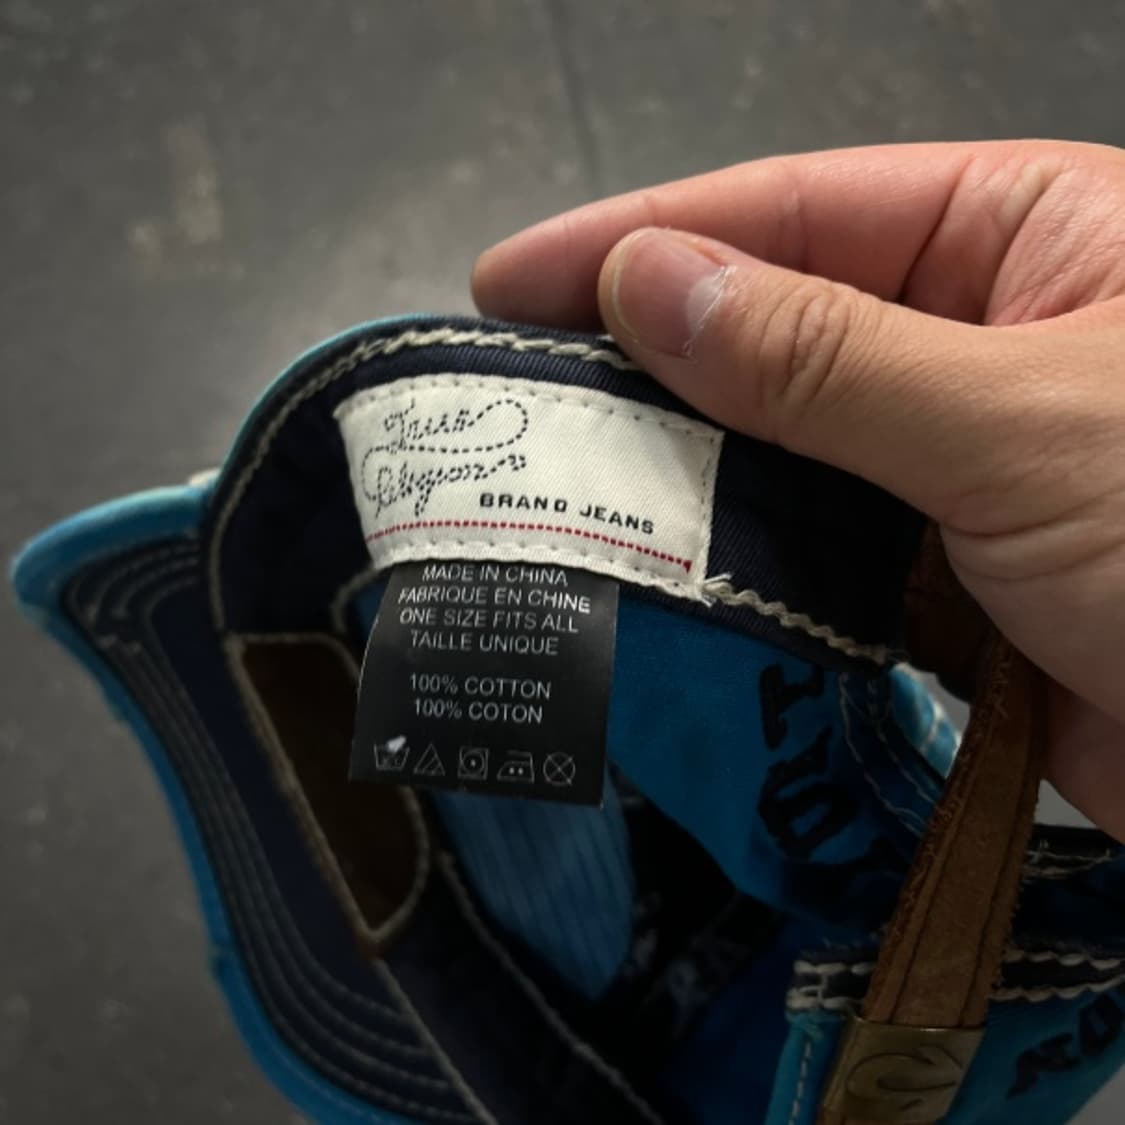 True
Religion
BRAND JEANS
MADE IN CHINA
FABRIQUE EN CHINE
ONE SIZE FITS ALL
TAILLE UNIQUE
100% COTTON
100% COTON